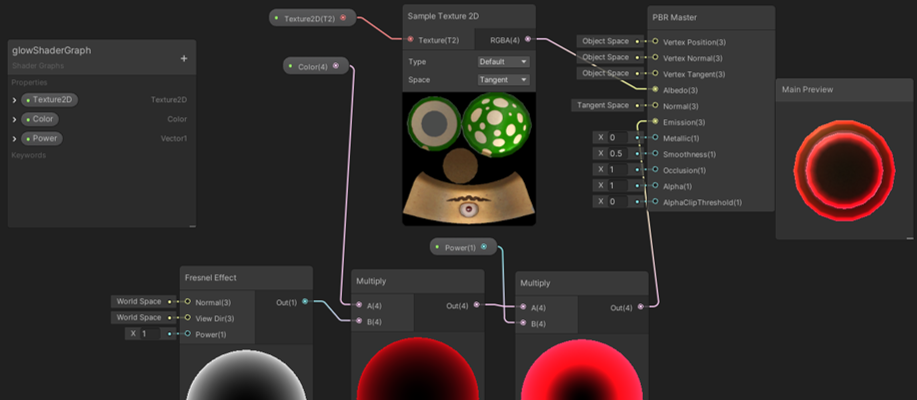 glowShaderGraph
Shader Graphs
+
Properties
Texture2D Texture2D
Color Color
Power Vector1
Keywords
Texture2D(T2)
Color(4)
Sample Texture 2D
Texture(T2) RGBA(4)
Type Default
Space Tangent
PBR Master
Object Space Vertex Position(3)
Object Space Vertex Normal(3)
Object Space Vertex Tangent(3)
Albedo(3)
Tangent Space Normal(3)
Emission(3)
X 0 Metallic(1)
X 0.5 Smoothness(1)
X 1 Occlusion(1)
X 1 Alpha(1)
X 0 AlphaClipThreshold(1)
Main Preview
Power(1)
Fresnel Effect
World Space Normal(3) Out(1)
World Space View Dir(3)
X 1 Power(1)
Multiply
A(4) Out(4)
B(4)
Multiply
A(4) Out(4)
B(4)